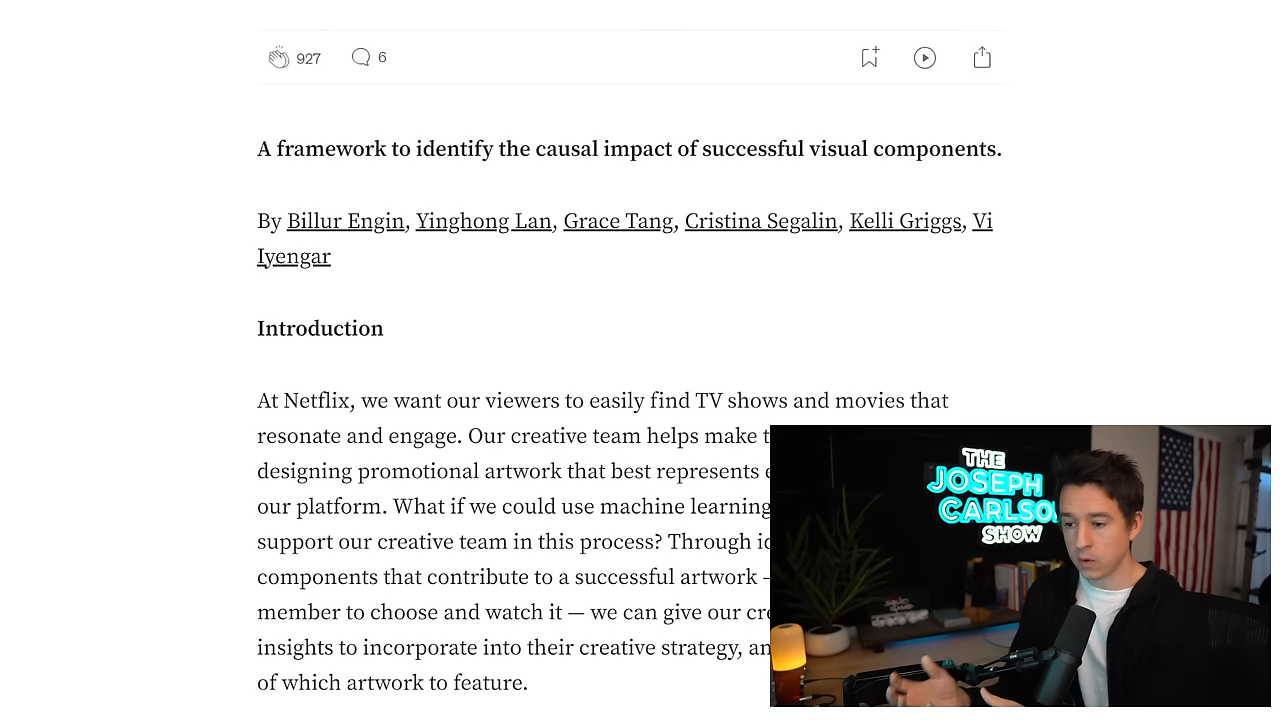 927
6
A framework to identify the causal impact of successful visual components.
By Billur Engin, Yinghong Lan, Grace Tang, Cristina Segalin, Kelli Griggs, Vi
Iyengar
Introduction
At Netflix, we want our viewers to easily find TV shows and movies that
resonate and engage. Our creative team helps make
designing promotional artwork that best represents
our platform. What if we could use machine learning
support our creative team in this process? Through
components that contribute to a successful artwork —
member to choose and watch it — we can give our
insights to incorporate into their creative strategy,
of which artwork to feature.
THE
JOSEPH
CARLSO
SHOW